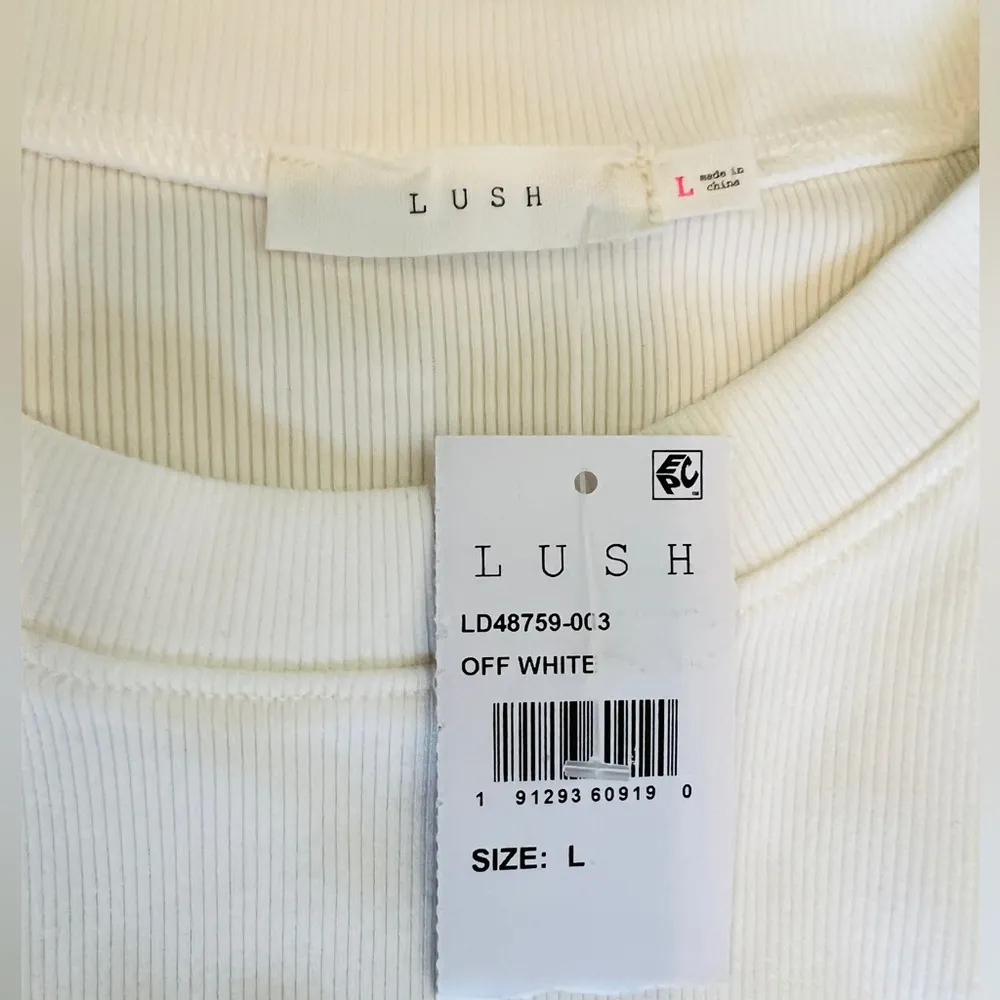 LUSH
L made in
china
EPC
LUSH
LD48759-003
OFF WHITE
1 91293 60919 0
SIZE: L